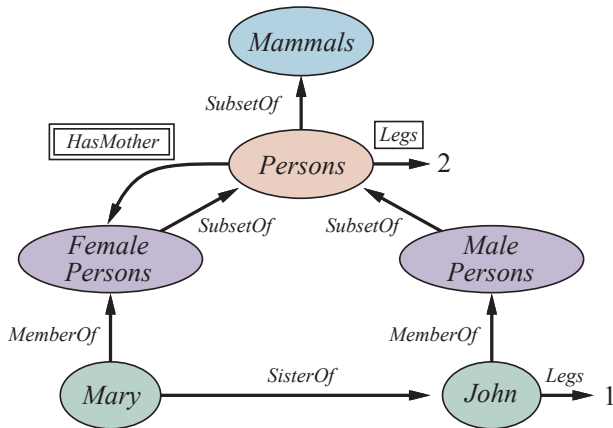 Mammals
SubsetOf
HasMother
Legs
Persons
2
SubsetOf
SubsetOf
Female
Persons
Male
Persons
MemberOf
MemberOf
Mary
SisterOf
John
Legs
1